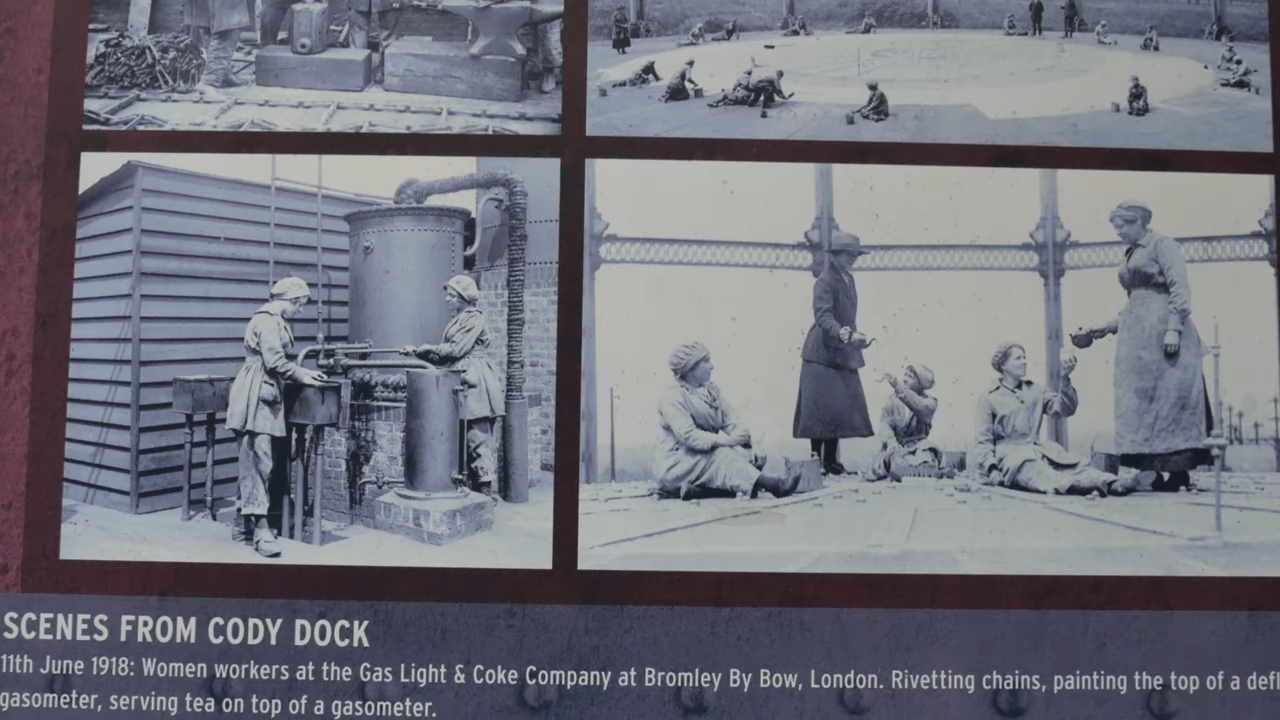 SCENES FROM CODY DOCK
11th June 1918: Women workers at the Gas Light & Coke Company at Bromley By Bow, London. Rivetting chains, painting the top of a
gasometer, serving tea on top of a gasometer.